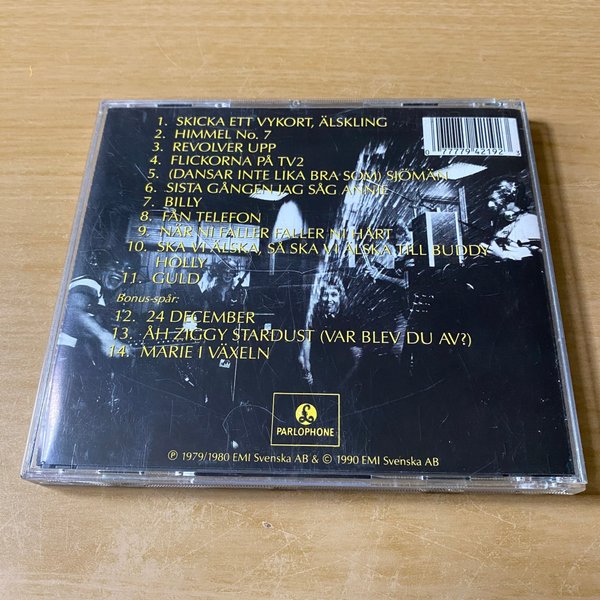 1. SKICKA ETT VYKORT, ÄLSKLING
2. HIMMEL No. 7
3. REVOLVER UPP
4. FLICKORNA PÅ TV2
5. (DANSAR INTE LIKA BRA SOM) SJÖMÄN
6. SISTA GÅNGEN JAG SÅG ANNIE
7. BILLY
8. FÅN TELEFON
9. NÄR NI FALLER FALLER NI HÅRT
10. SKA VI ÄLSKA, SÅ SKA VI ÄLSKA TILL BUDDY
HOLLY
11. GULD
Bonus-spår:
12. 24 DECEMBER
13. ÅH ZIGGY STARDUST (VAR BLEV DU AV?)
14. MARIE I VÄXELN
0 77779 42192
PARLOPHONE
℗ 1979/1980 EMI Svenska AB & © 1990 EMI Svenska AB